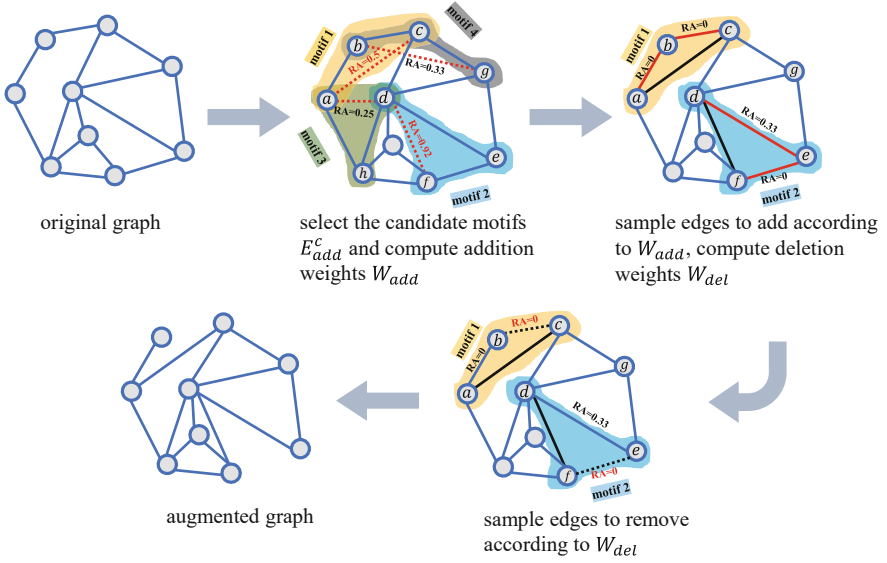 motif 1
b
c
motif 4
RA=0.5
RA=0.33
g
a
d
RA=0.25
RA=0.92
motif 3
h
f
e
motif 2
original graph
select the candidate motifs
E^c_add and compute addition
weights W_add
motif 1
RA=0
b
c
RA=0
g
a
d
RA=0.33
e
f
RA=0
motif 2
sample edges to add according
to W_add, compute deletion
weights W_del
motif 1
RA=0
b
c
RA=0
g
a
d
RA=0.33
e
f
RA=0
motif 2
augmented graph
sample edges to remove
according to W_del